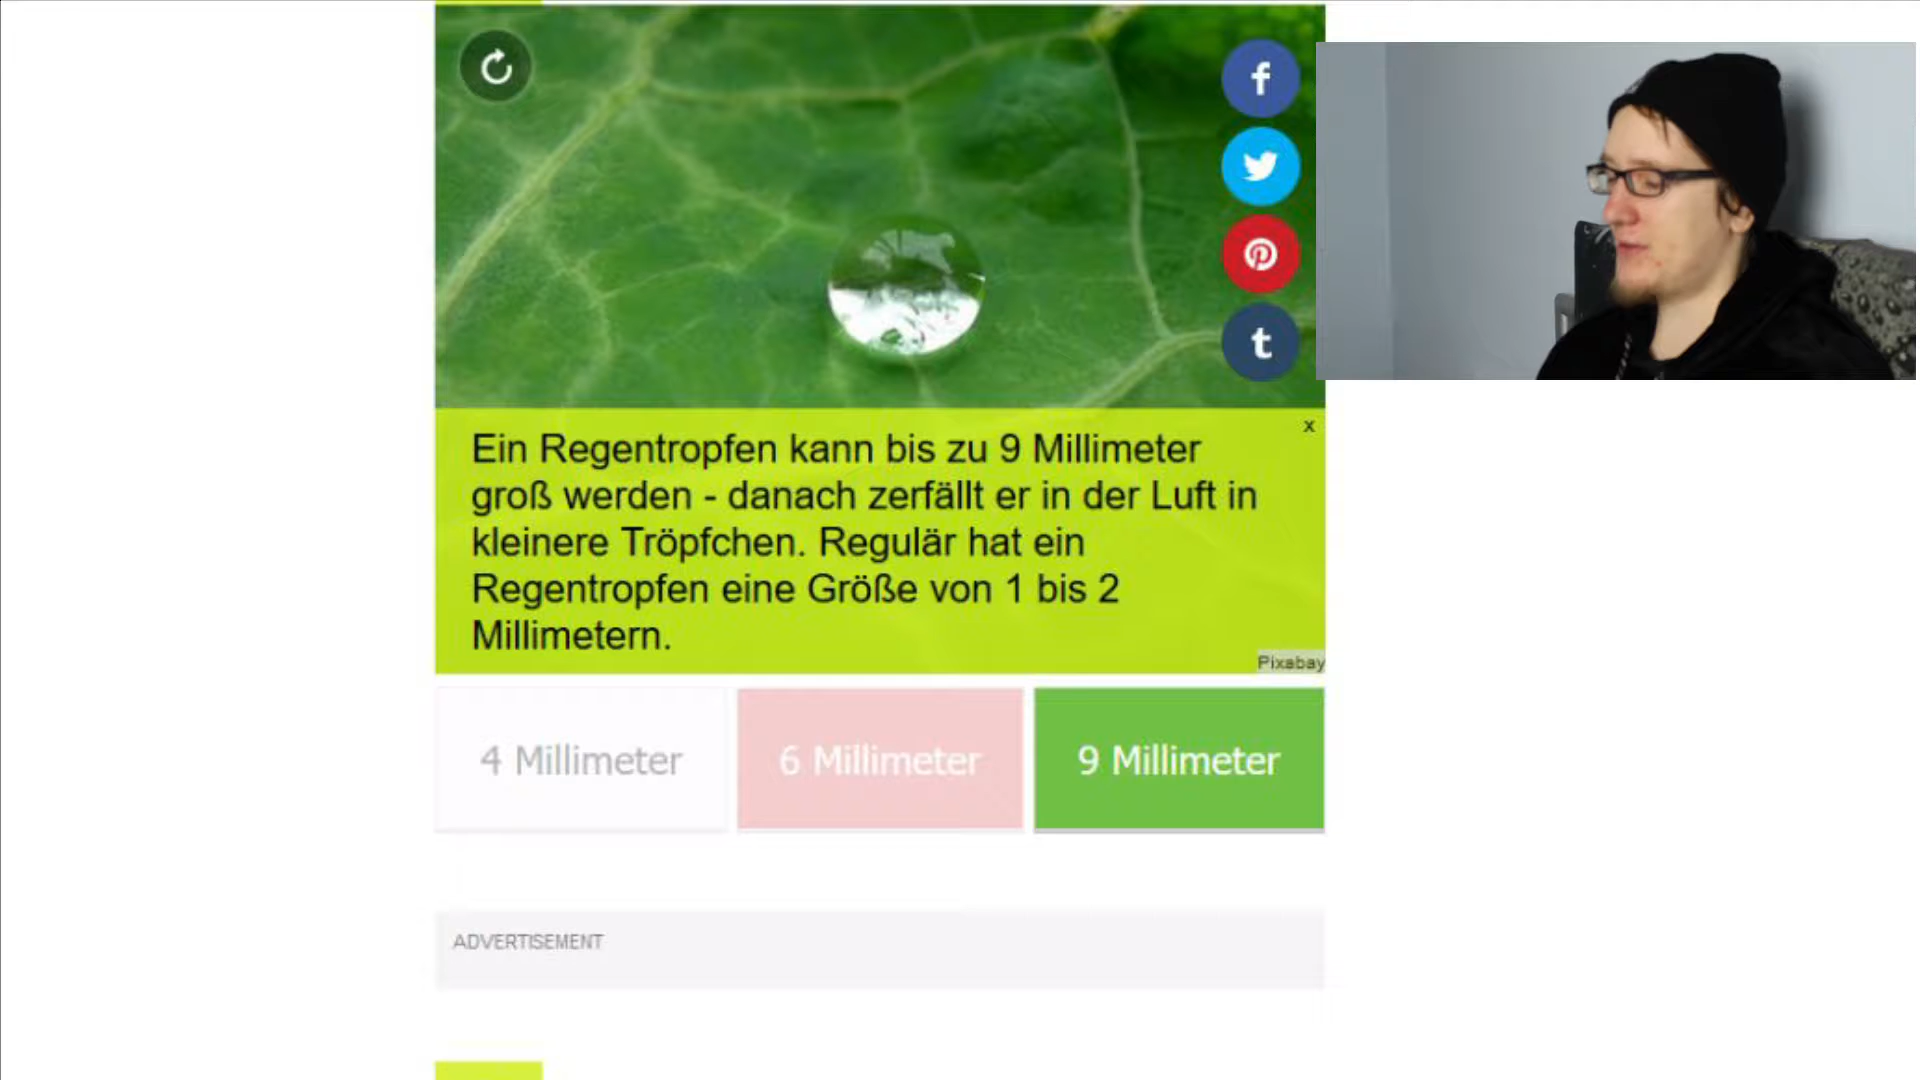 f
t
x
Ein Regentropfen kann bis zu 9 Millimeter
groß werden - danach zerfällt er in der Luft in
kleinere Tröpfchen. Regulär hat ein
Regentropfen eine Größe von 1 bis 2
Millimetern.
Pixabay
4 Millimeter
6 Millimeter
9 Millimeter
ADVERTISEMENT